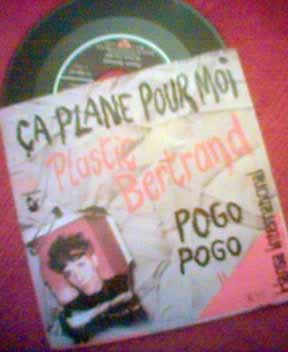 ÇA PLANE POUR MOI
Plastic
Bertrand
POGO
POGO